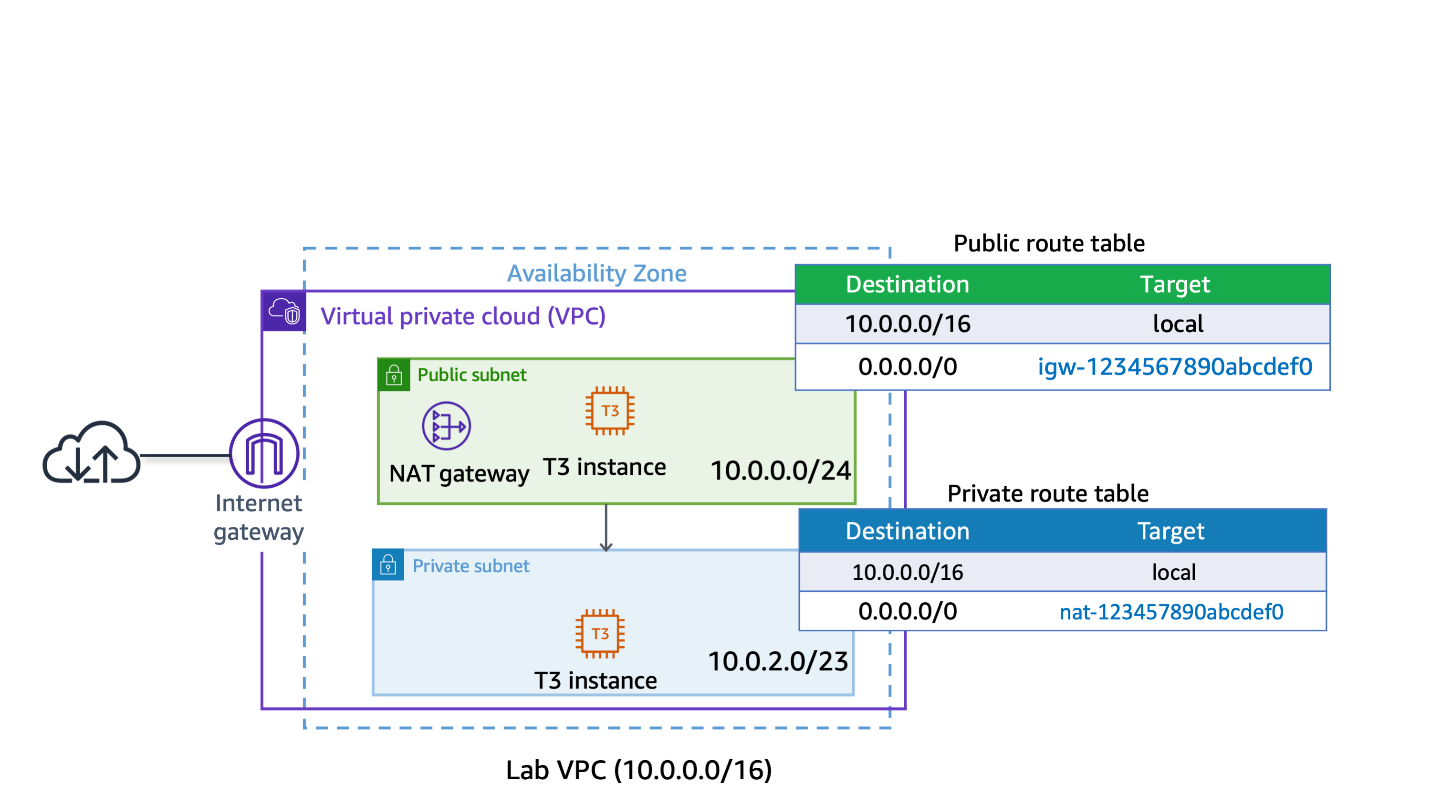 Public route table
Destination Target
10.0.0.0/16 local
0.0.0.0/0 igw-1234567890abcdef0
Availability Zone
Virtual private cloud (VPC)
Public subnet
T3
NAT gateway
T3 instance
10.0.0.0/24
Internet
gateway
Private route table
Destination Target
10.0.0.0/16 local
0.0.0.0/0 nat-123457890abcdef0
Private subnet
T3
T3 instance
10.0.2.0/23
Lab VPC (10.0.0.0/16)